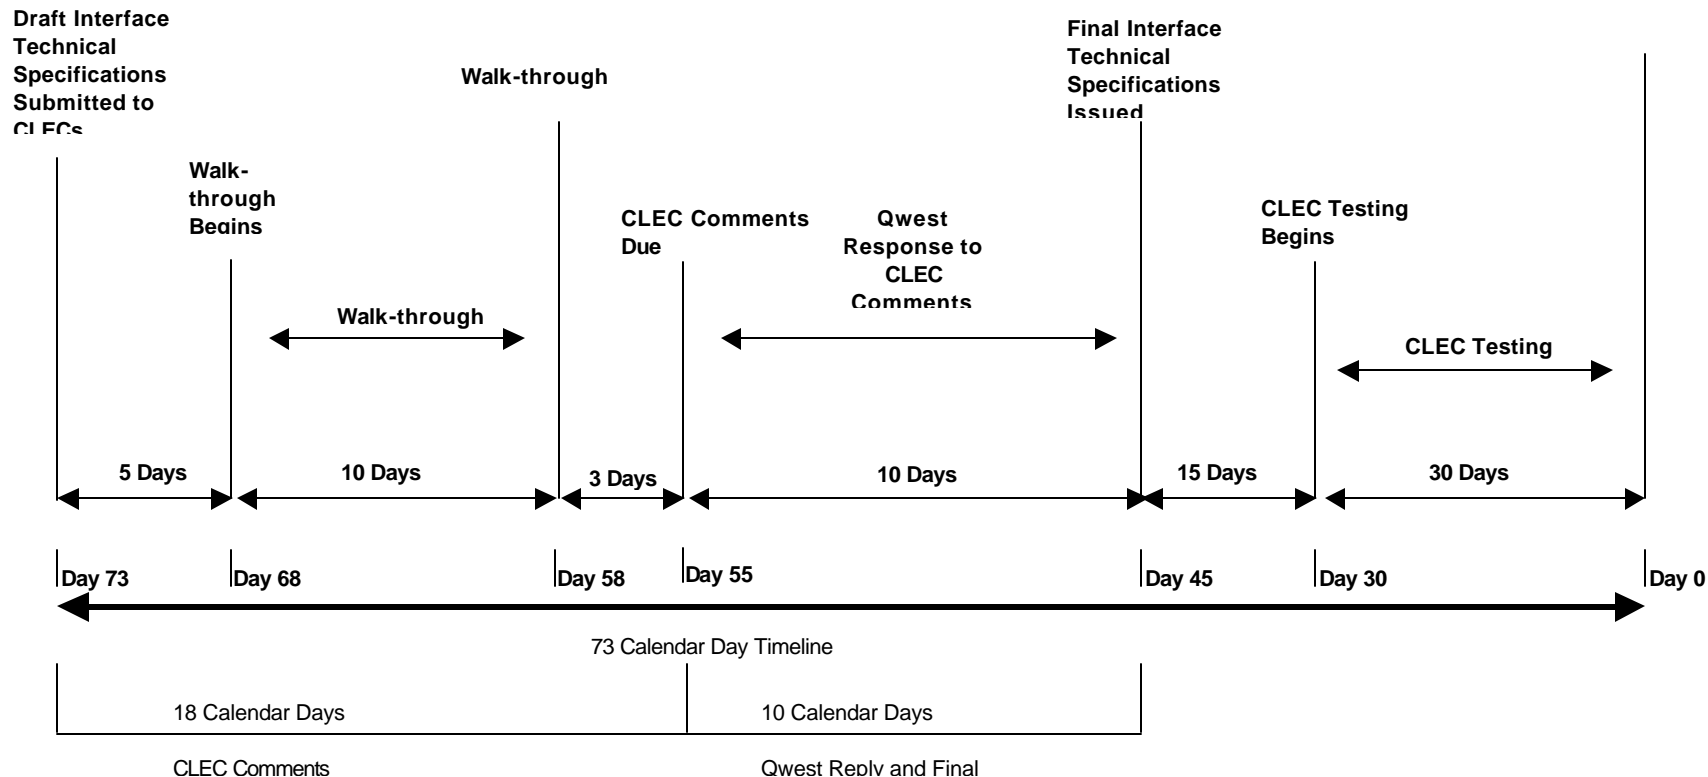 Draft Interface
Technical
Specifications
Submitted to
CLECs
Walk-through
Final Interface
Technical
Specifications
Issued
Walk-
through
Begins
CLEC Comments
Due
Qwest
Response to
CLEC
Comments
CLEC Testing
Begins
Walk-through
CLEC Testing
5 Days
10 Days
3 Days
10 Days
15 Days
30 Days
Day 73
Day 68
Day 58
Day 55
Day 45
Day 30
Day 0
73 Calendar Day Timeline
18 Calendar Days
10 Calendar Days
CLEC Comments
Qwest Reply and Final